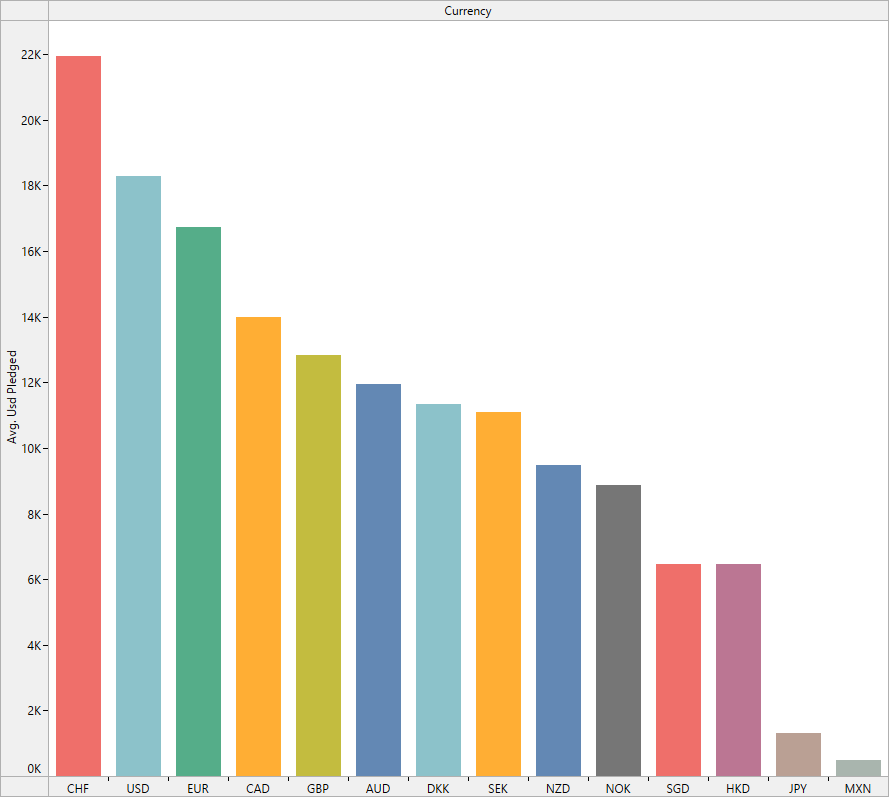 Currency
Avg. Usd Pledged
22K
20K
18K
16K
14K
12K
10K
8K
6K
4K
2K
0K
CHF USD EUR CAD GBP AUD DKK SEK NZD NOK SGD HKD JPY MXN